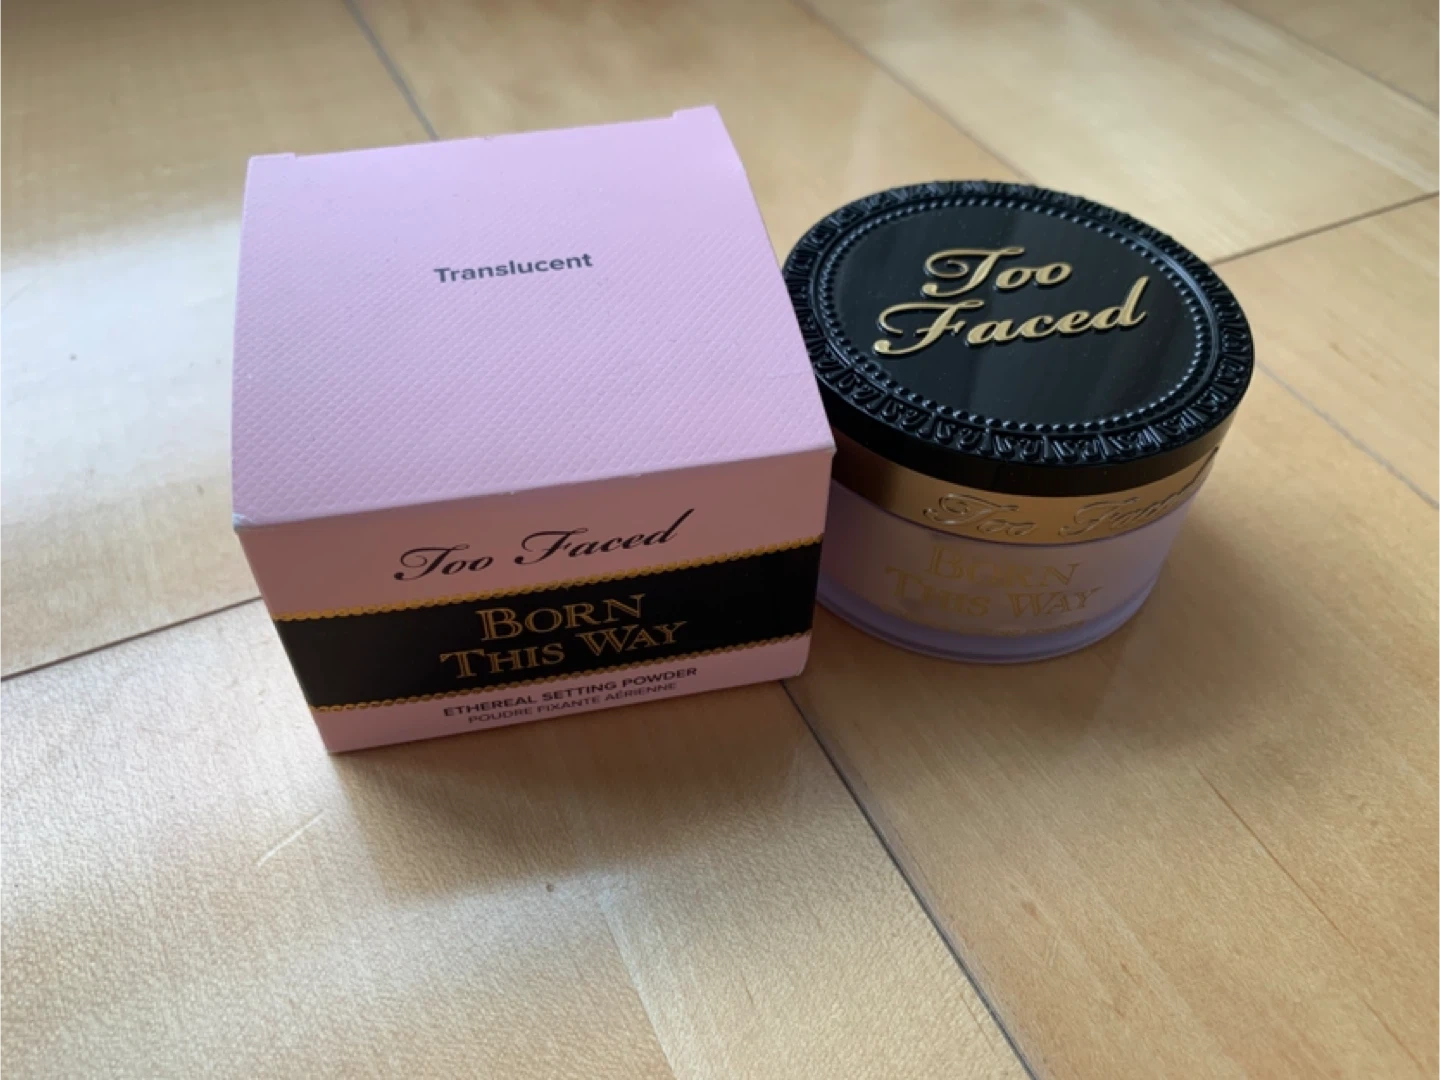 Translucent
Too Faced
BORN
THIS WAY
ETHEREAL SETTING POWDER
POUDRE FIXANTE AÉRIENNE
Too
Faced
Too Faced
BORN
THIS WAY